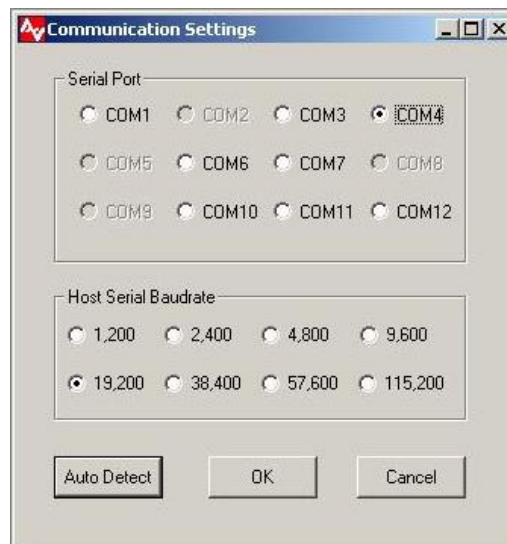 Communication Settings
Serial Port
COM1 COM2 COM3 COM4
COM5 COM6 COM7 COM8
COM9 COM10 COM11 COM12
Host Serial Baudrate
1,200 2,400 4,800 9,600
19,200 38,400 57,600 115,200
Auto Detect OK Cancel